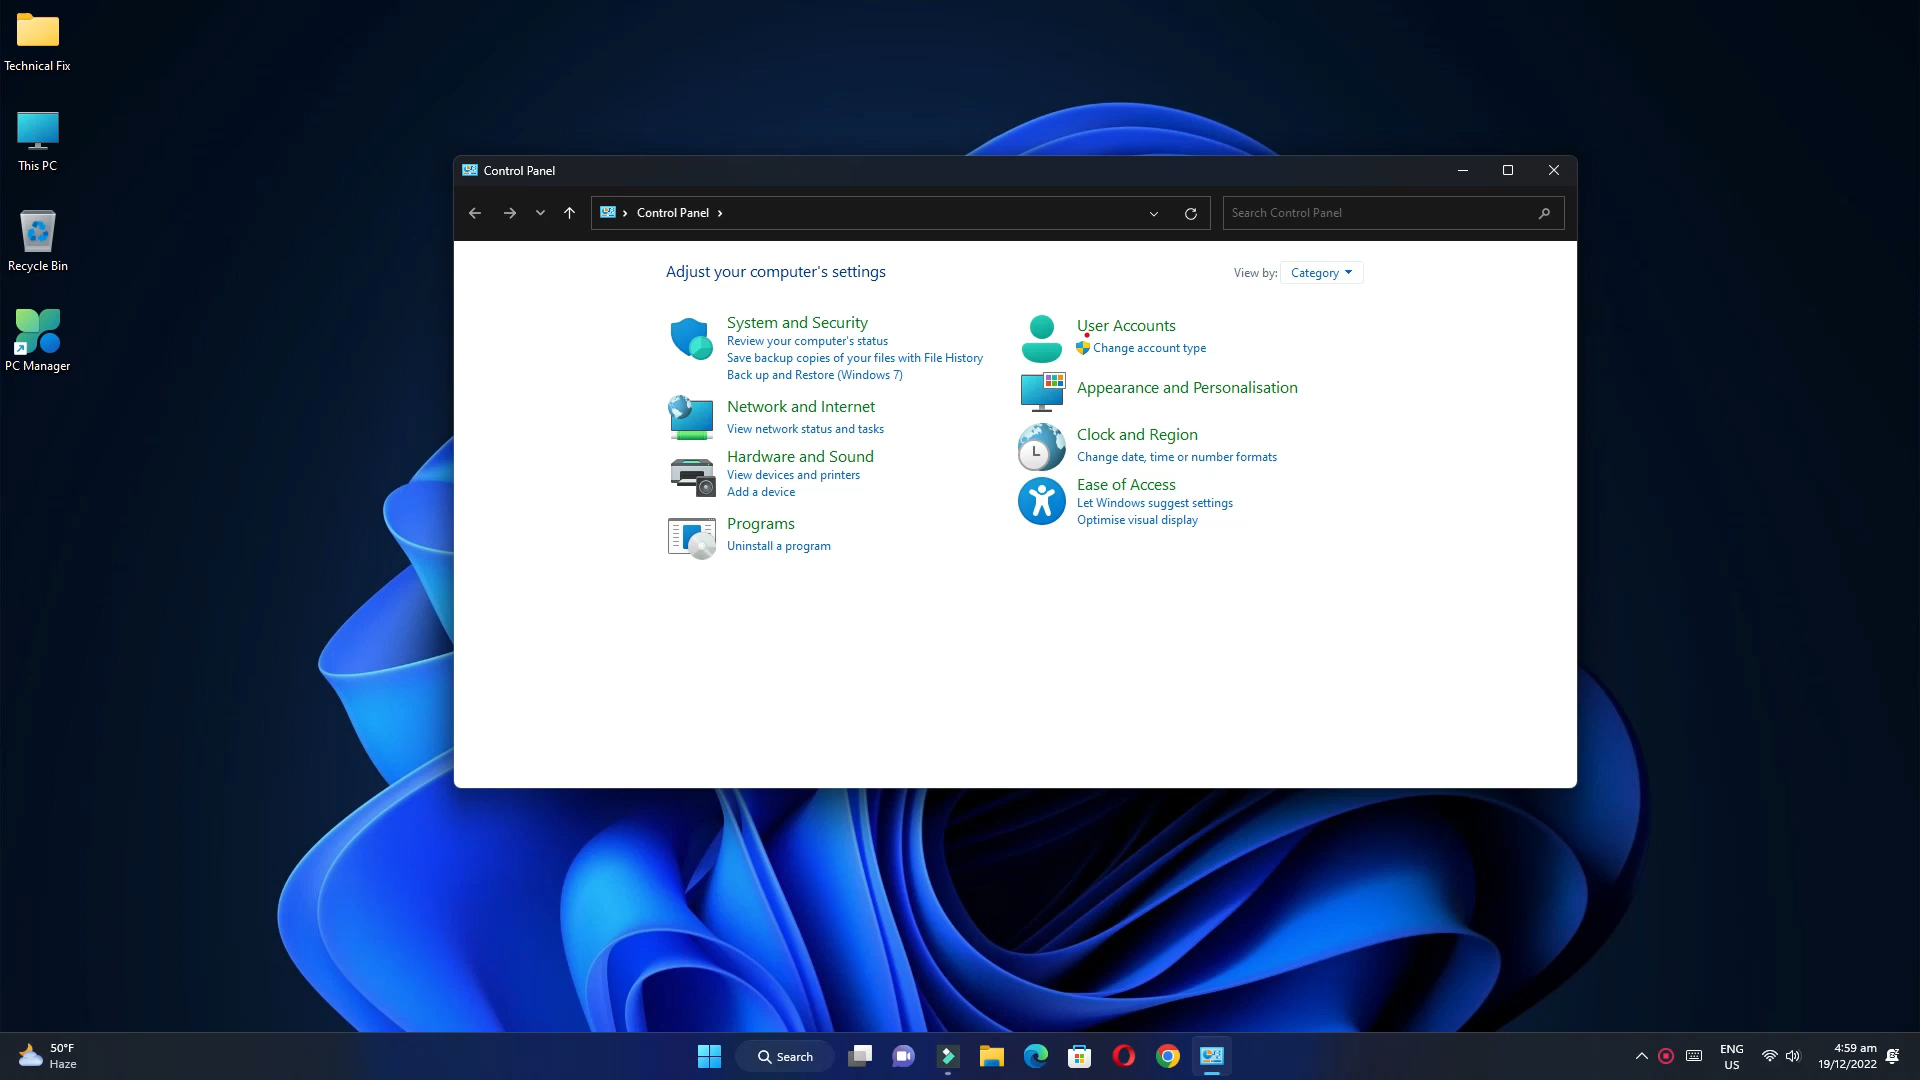 Technical Fix
This PC
Recycle Bin
PC Manager
Control Panel
Control Panel
Search Control Panel
Adjust your computer's settings
View by: Category
System and Security
Review your computer's status
Save backup copies of your files with File History
Back up and Restore (Windows 7)
Network and Internet
View network status and tasks
Hardware and Sound
View devices and printers
Add a device
Programs
Uninstall a program
User Accounts
Change account type
Appearance and Personalisation
Clock and Region
Change date, time or number formats
Ease of Access
Let Windows suggest settings
Optimise visual display
50°F
Haze
Search
ENG
US
4:59 am
19/12/2022